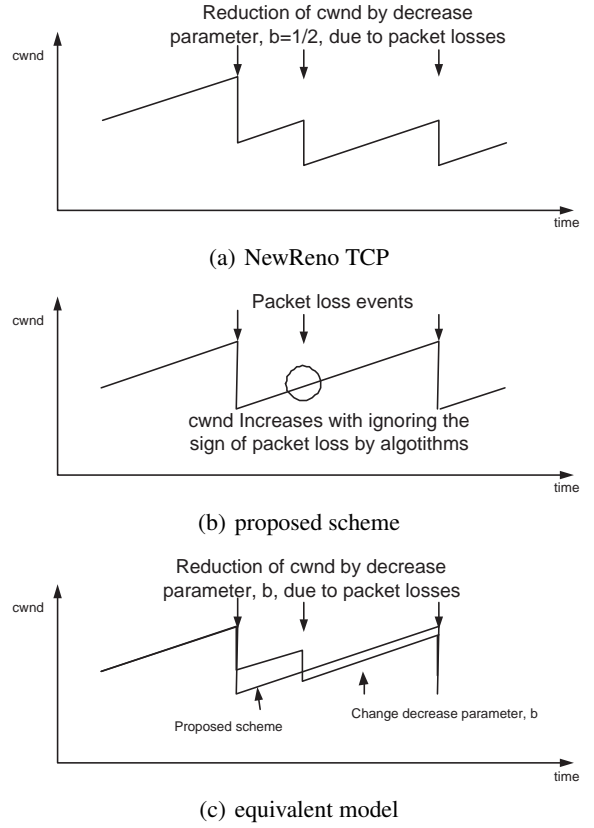 Reduction of cwnd by decrease
parameter, b=1/2, due to packet losses
cwnd
time
(a) NewReno TCP
Packet loss events
cwnd
cwnd Increases with ignoring the
sign of packet loss by algotithms
time
(b) proposed scheme
Reduction of cwnd by decrease
parameter, b, due to packet losses
cwnd
Proposed scheme
Change decrease parameter, b
time
(c) equivalent model